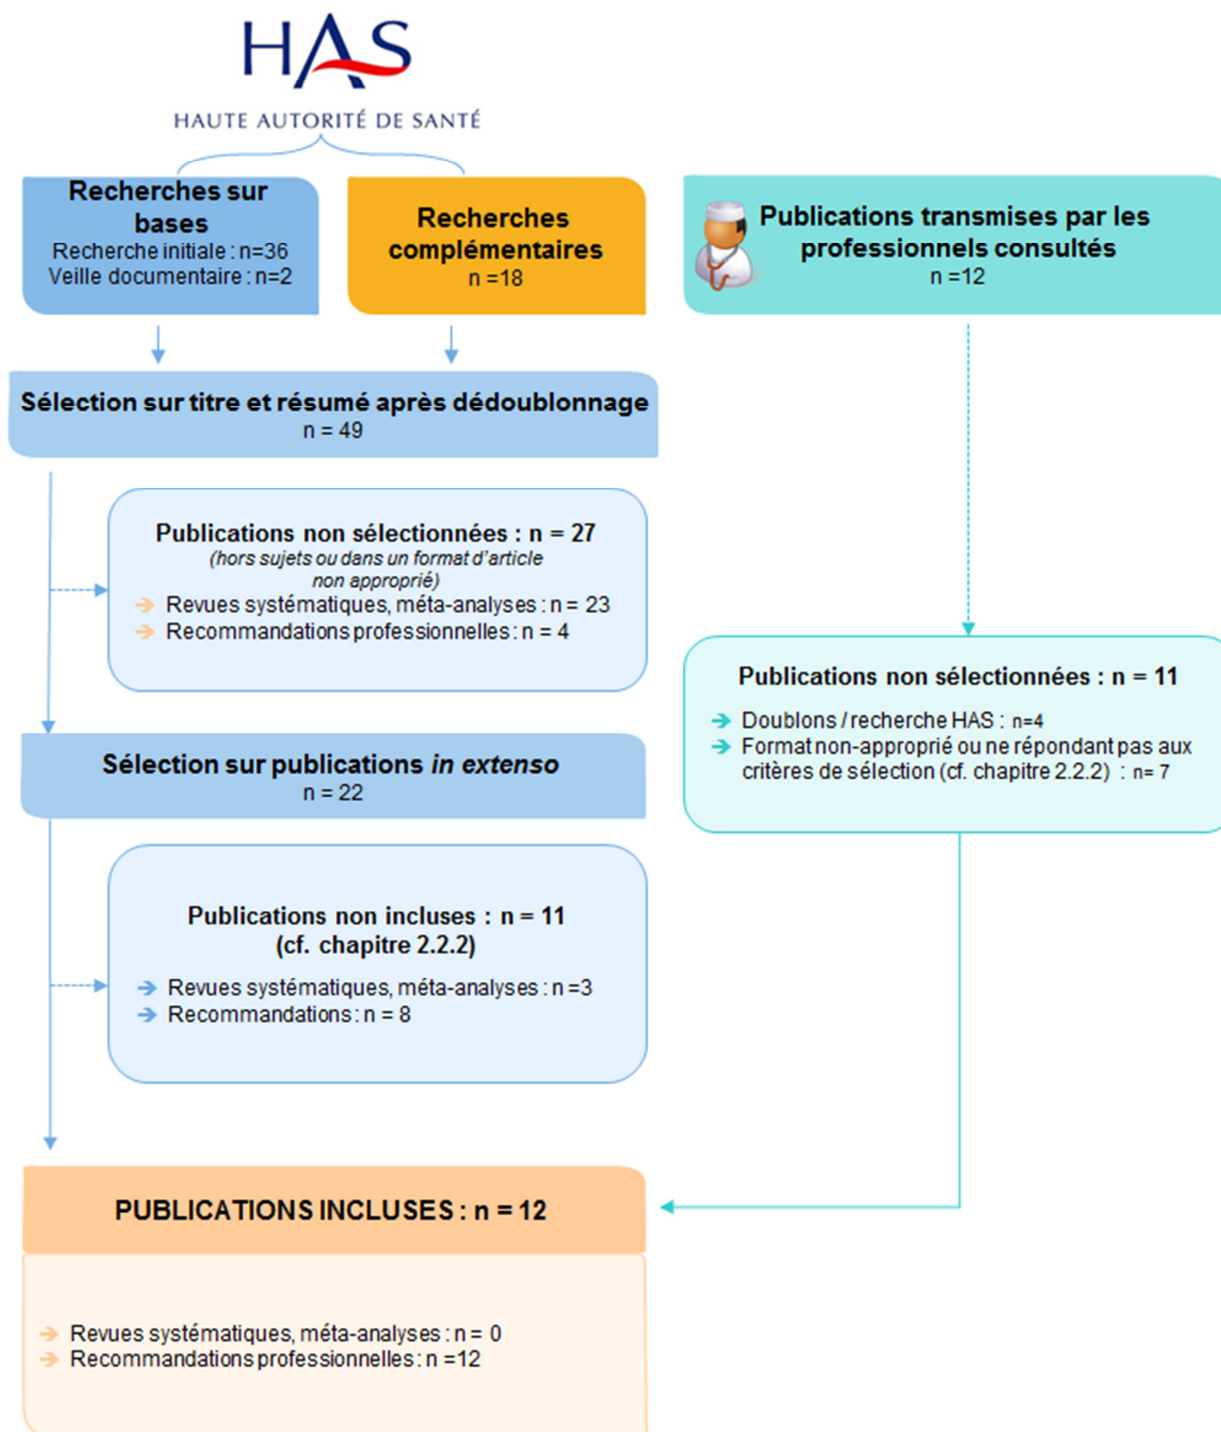 HAS
HAUTE AUTORITÉ DE SANTÉ
Recherches sur
bases
Recherche initiale : n=36
Veille documentaire : n=2
Recherches
complémentaires
n =18
Publications transmises par les
professionnels consultés
n =12
Sélection sur titre et résumé après dédoublonnage
n = 49
Publications non sélectionnées : n = 27
(hors sujets ou dans un format d'article
non approprié)
→ Revues systématiques, méta-analyses : n = 23
→ Recommandations professionnelles : n = 4
Publications non sélectionnées : n = 11
→ Doublons / recherche HAS : n=4
→ Format non-approprié ou ne répondant pas aux
critères de sélection (cf. chapitre 2.2.2) : n= 7
Sélection sur publications in extenso
n = 22
Publications non incluses : n = 11
(cf. chapitre 2.2.2)
→ Revues systématiques, méta-analyses : n =3
→ Recommandations : n = 8
PUBLICATIONS INCLUSES : n = 12
→ Revues systématiques, méta-analyses : n = 0
→ Recommandations professionnelles : n =12